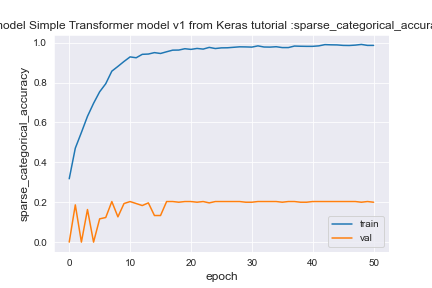 model Simple Transformer model v1 from Keras tutorial :sparse_categorical_accura
1.0
0.8
0.6
0.4
0.2
0.0
sparse_categorical_accuracy
train
val
0 10 20 30 40 50
epoch